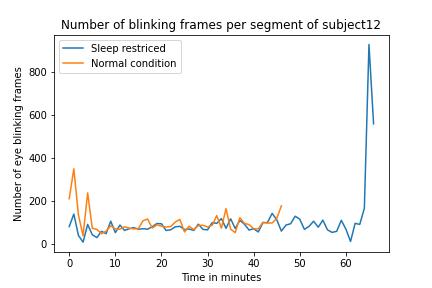 Number of blinking frames per segment of subject12
Sleep restriced
Normal condition
Number of eye blinking frames
800
600
400
200
0
0 10 20 30 40 50 60
Time in minutes